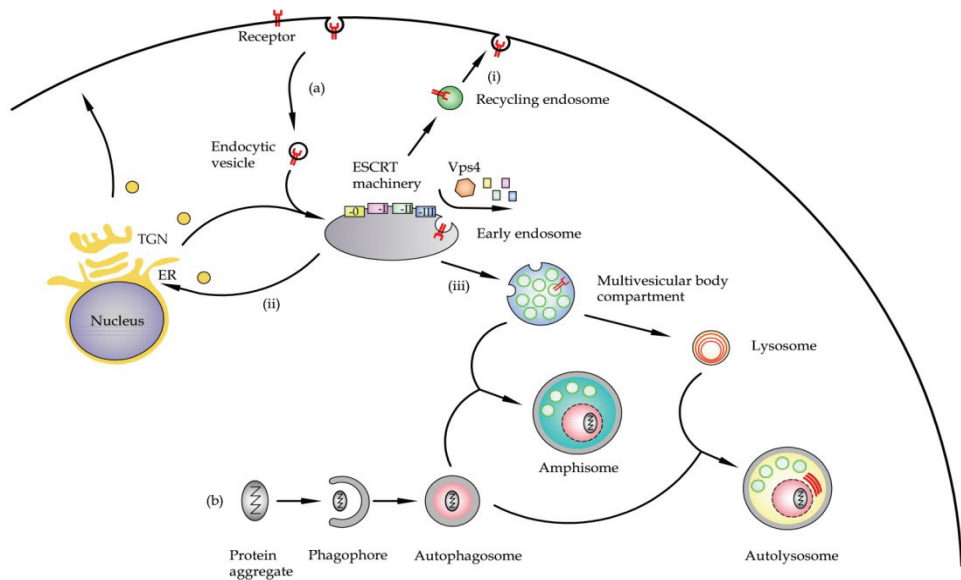 Receptor
(a)
(i)
Recycling endosome
Endocytic
vesicle
ESCRT
machinery
Vps4
-0
-I
-II
-III
Early endosome
TGN
ER
(ii)
(iii)
Nucleus
Multivesicular body
compartment
Lysosome
Amphisome
(b)
Protein
aggregate
Phagophore
Autophagosome
Autolysosome